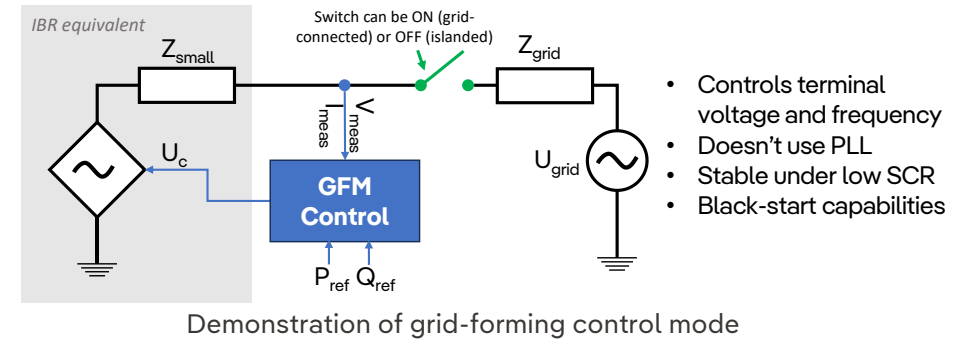 IBR equivalent
Switch can be ON (grid-
connected) or OFF (islanded)
Zsmall
Zgrid
Vmeas
Imeas
Uc
GFM
Control
Ugrid
Pref Qref
• Controls terminal
voltage and frequency
• Doesn’t use PLL
• Stable under low SCR
• Black-start capabilities
Demonstration of grid-forming control mode